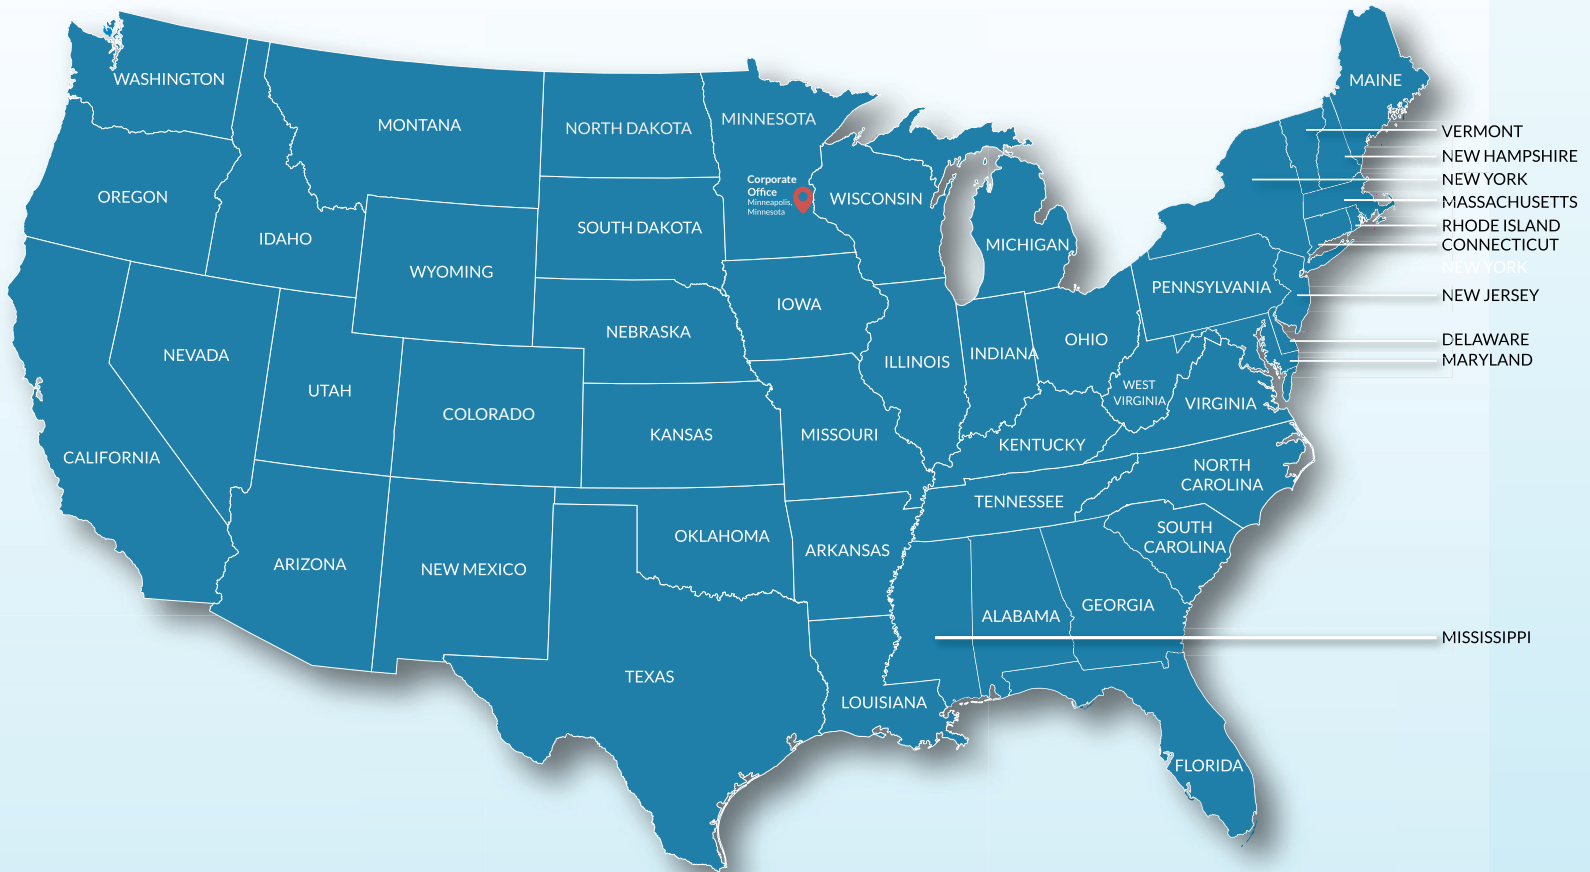 MAINE
WASHINGTON
MONTANA
NORTH DAKOTA
MINNESOTA
VERMONT
NEW HAMPSHIRE
NEW YORK
Corporate
Office
Minneapolis,
Minnesota
OREGON
WISCONSIN
MASSACHUSETTS
RHODE ISLAND
IDAHO
SOUTH DAKOTA
MICHIGAN
CONNECTICUT
NEW YORK
WYOMING
PENNSYLVANIA
NEW JERSEY
IOWA
NEBRASKA
NEVADA
ILLINOIS
INDIANA
OHIO
DELAWARE
MARYLAND
UTAH
COLORADO
WEST
VIRGINIA
VIRGINIA
KANSAS
MISSOURI
KENTUCKY
CALIFORNIA
NORTH
CAROLINA
TENNESSEE
OKLAHOMA
ARKANSAS
SOUTH
CAROLINA
ARIZONA
NEW MEXICO
ALABAMA
GEORGIA
MISSISSIPPI
TEXAS
LOUISIANA
FLORIDA